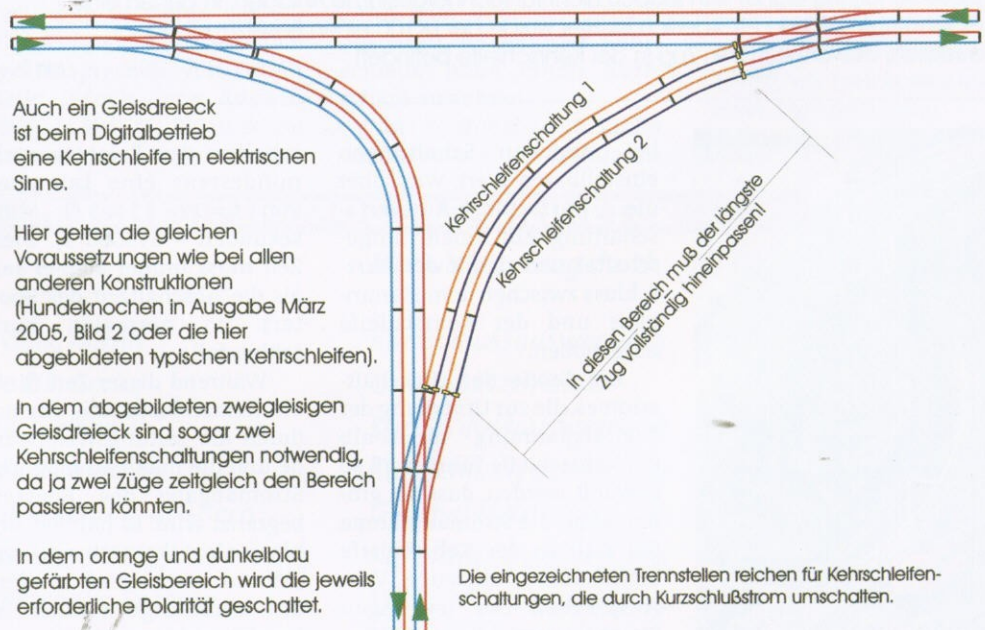 Auch ein Gleisdreieck
ist beim Digitalbetrieb
eine Kehrschleife im elektrischen
Sinne.
Hier gelten die gleichen
Voraussetzungen wie bei allen
anderen Konstruktionen
(Hundeknochen in Ausgabe März
2005, Bild 2 oder die hier
abgebildeten typischen Kehrschleifen).
In dem abgebildeten zweigleisigen
Gleisdreieck sind sogar zwei
Kehrschleifenschaltungen notwendig,
da ja zwei Züge zeitgleich den Bereich
passieren könnten.
In dem orange und dunkelblau
gefärbten Gleisbereich wird die jeweils
erforderliche Polarität geschaltet.
Kehrschleifenschaltung 1
Kehrschleifenschaltung 2
In diesen Bereich muß der längste
Zug vollständig hineinpassen!
Die eingezeichneten Trennstellen reichen für Kehrschleifen-
schaltungen, die durch Kurzschlußstrom umschalten.